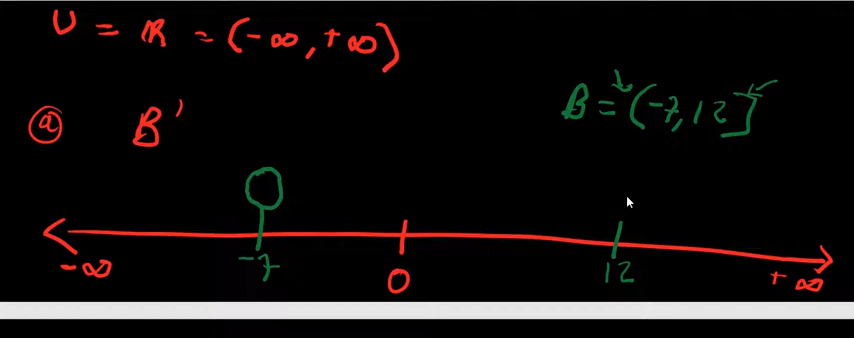 U = R = (-∞, +∞)
ⓐ B' B = (-7, 12]
-∞ -7 0 12 +∞